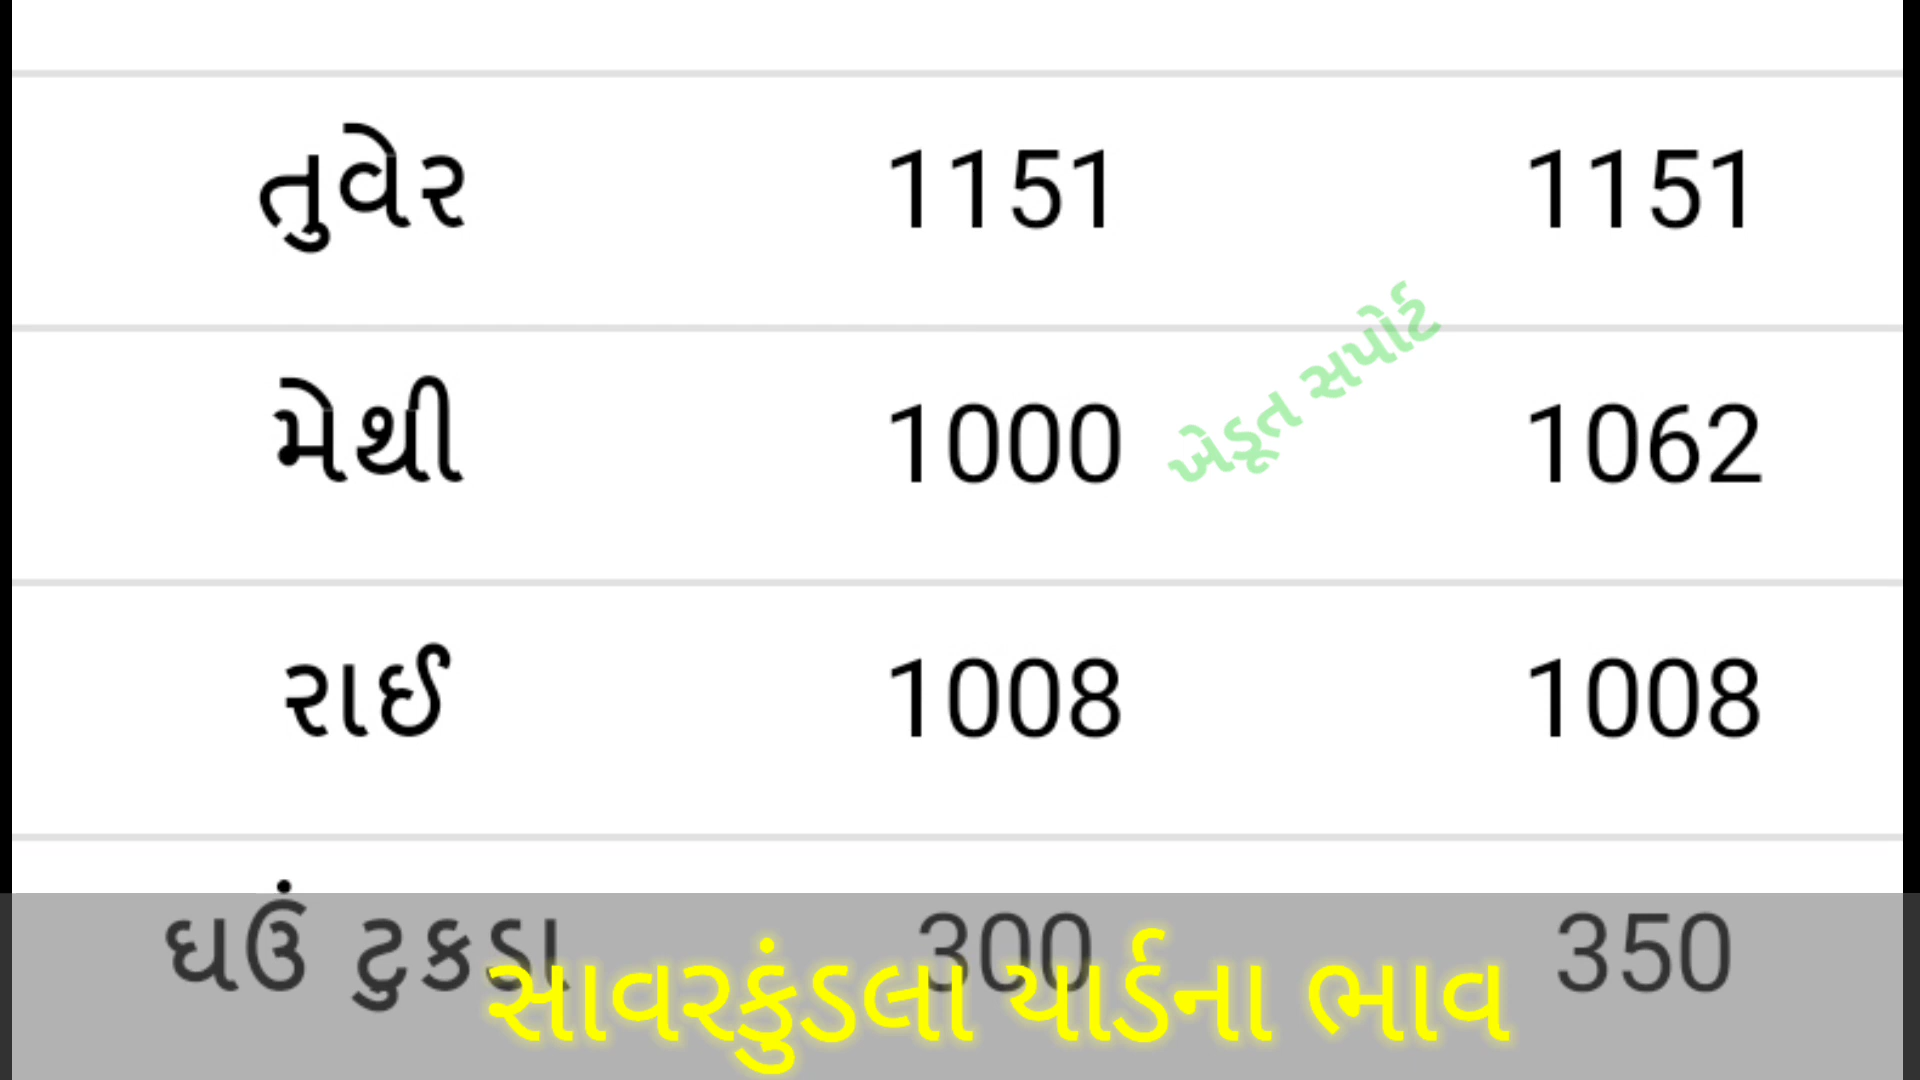 તુવેર 1151 1151
મેથી 1000 1062
ખેડૂત સપોર્ટ
રાઈ 1008 1008
ઘઉં ટુકડા 300 350
સાવરકુંડલા યાર્ડના ભાવ